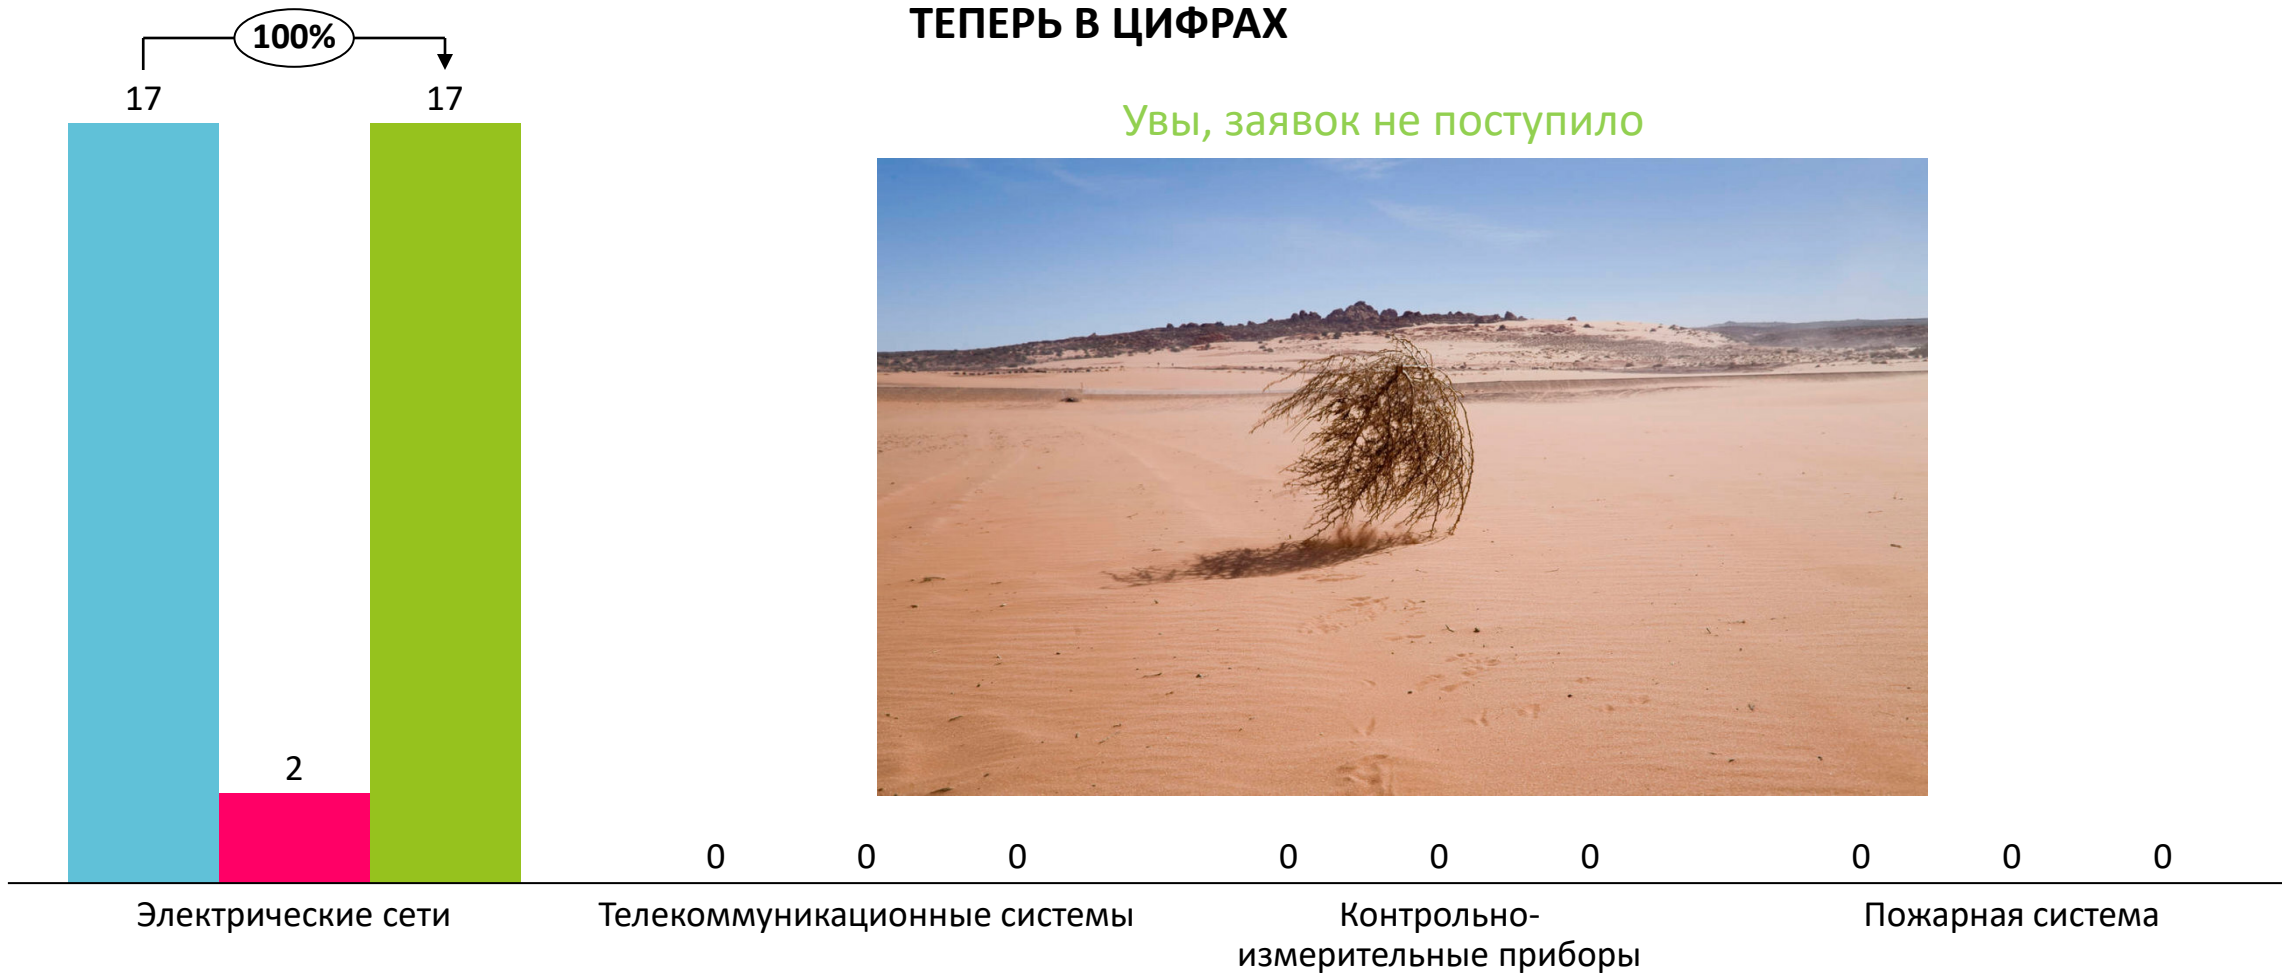 ТЕПЕРЬ В ЦИФРАХ
100%
17
17
Увы, заявок не поступило
2
0 0 0 0 0 0 0 0 0
Электрические сети
Телекоммуникационные системы
Контрольно-
измерительные приборы
Пожарная система